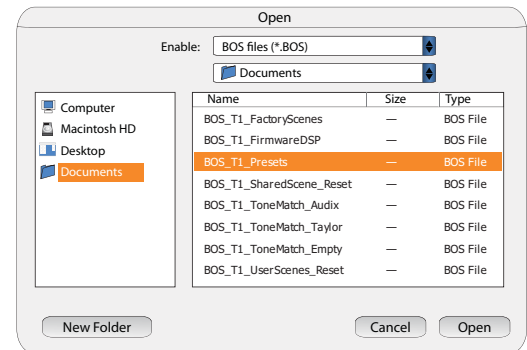 Open
Enable: BOS files (*.BOS)
Documents
Computer
Macintosh HD
Desktop
Documents
Name Size Type
BOS_T1_FactoryScenes — BOS File
BOS_T1_FirmwareDSP — BOS File
BOS_T1_Presets — BOS File
BOS_T1_SharedScene_Reset — BOS File
BOS_T1_ToneMatch_Audix — BOS File
BOS_T1_ToneMatch_Taylor — BOS File
BOS_T1_ToneMatch_Empty — BOS File
BOS_T1_UserScenes_Reset — BOS File
New Folder Cancel Open